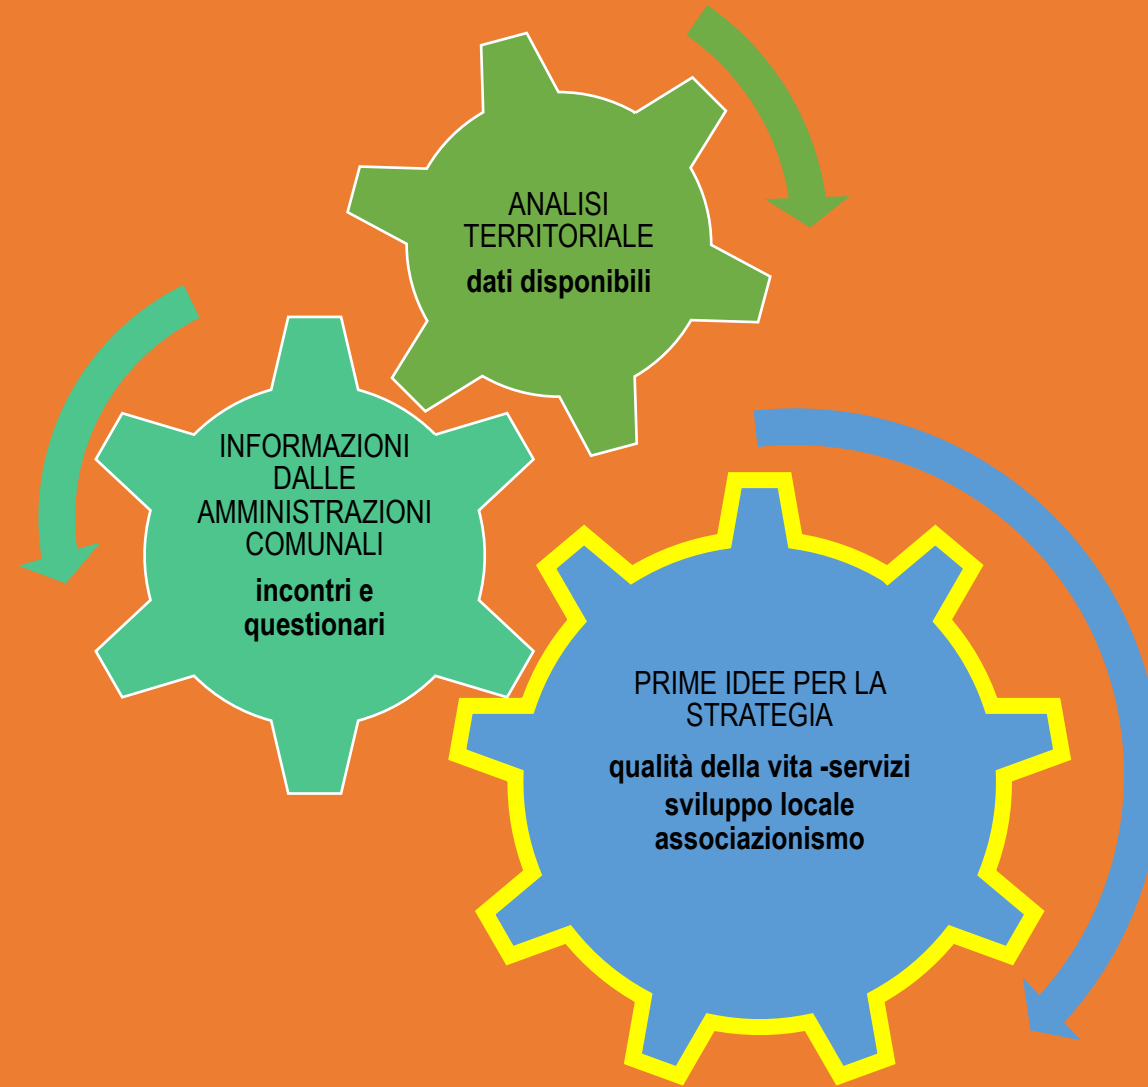 ANALISI
TERRITORIALE
dati disponibili
INFORMAZIONI
DALLE
AMMINISTRAZIONI
COMUNALI
incontri e
questionari
PRIME IDEE PER LA
STRATEGIA
qualità della vita -servizi
sviluppo locale
associazionismo